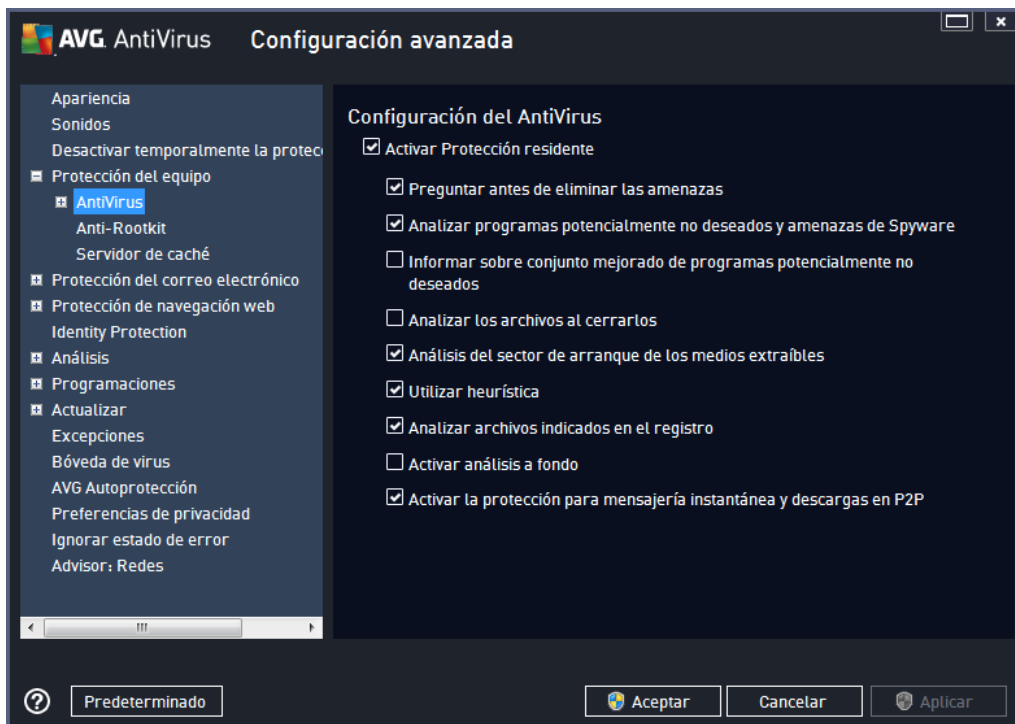 AVG. AntiVirus
Configuración avanzada
Apariencia
Sonidos
Desactivar temporalmente la protec
Protección del equipo
AntiVirus
Anti-Rootkit
Servidor de caché
Protección del correo electrónico
Protección de navegación web
Identity Protection
Análisis
Programaciones
Actualizar
Excepciones
Bóveda de virus
AVG Autoprotección
Preferencias de privacidad
Ignorar estado de error
Advisor: Redes
Configuración del AntiVirus
Activar Protección residente
Preguntar antes de eliminar las amenazas
Analizar programas potencialmente no deseados y amenazas de Spyware
Informar sobre conjunto mejorado de programas potencialmente no
deseados
Analizar los archivos al cerrarlos
Análisis del sector de arranque de los medios extraíbles
Utilizar heurística
Analizar archivos indicados en el registro
Activar análisis a fondo
Activar la protección para mensajería instantánea y descargas en P2P
Predeterminado
Aceptar
Cancelar
Aplicar